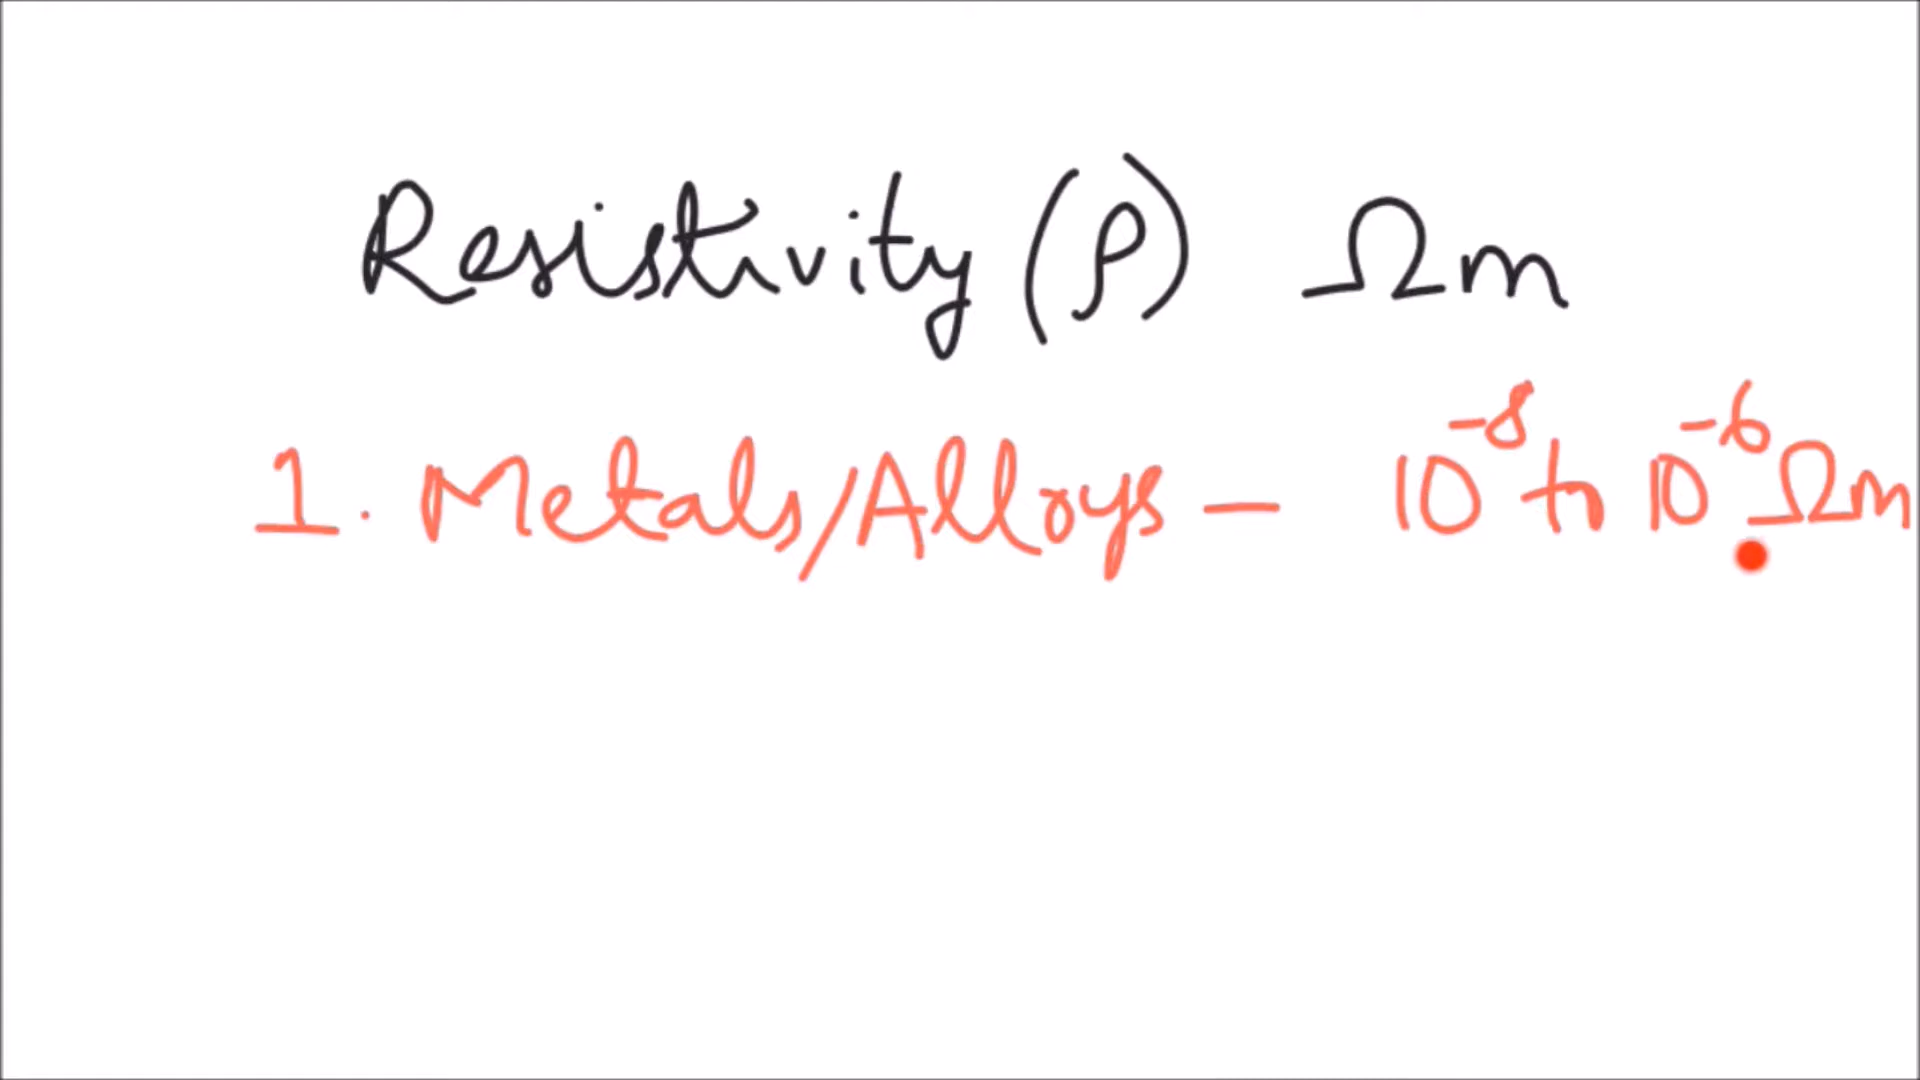 Resistivity (ρ) Ωm
1. Metals/Alloys – 10⁻⁸ to 10⁻⁶ Ωm